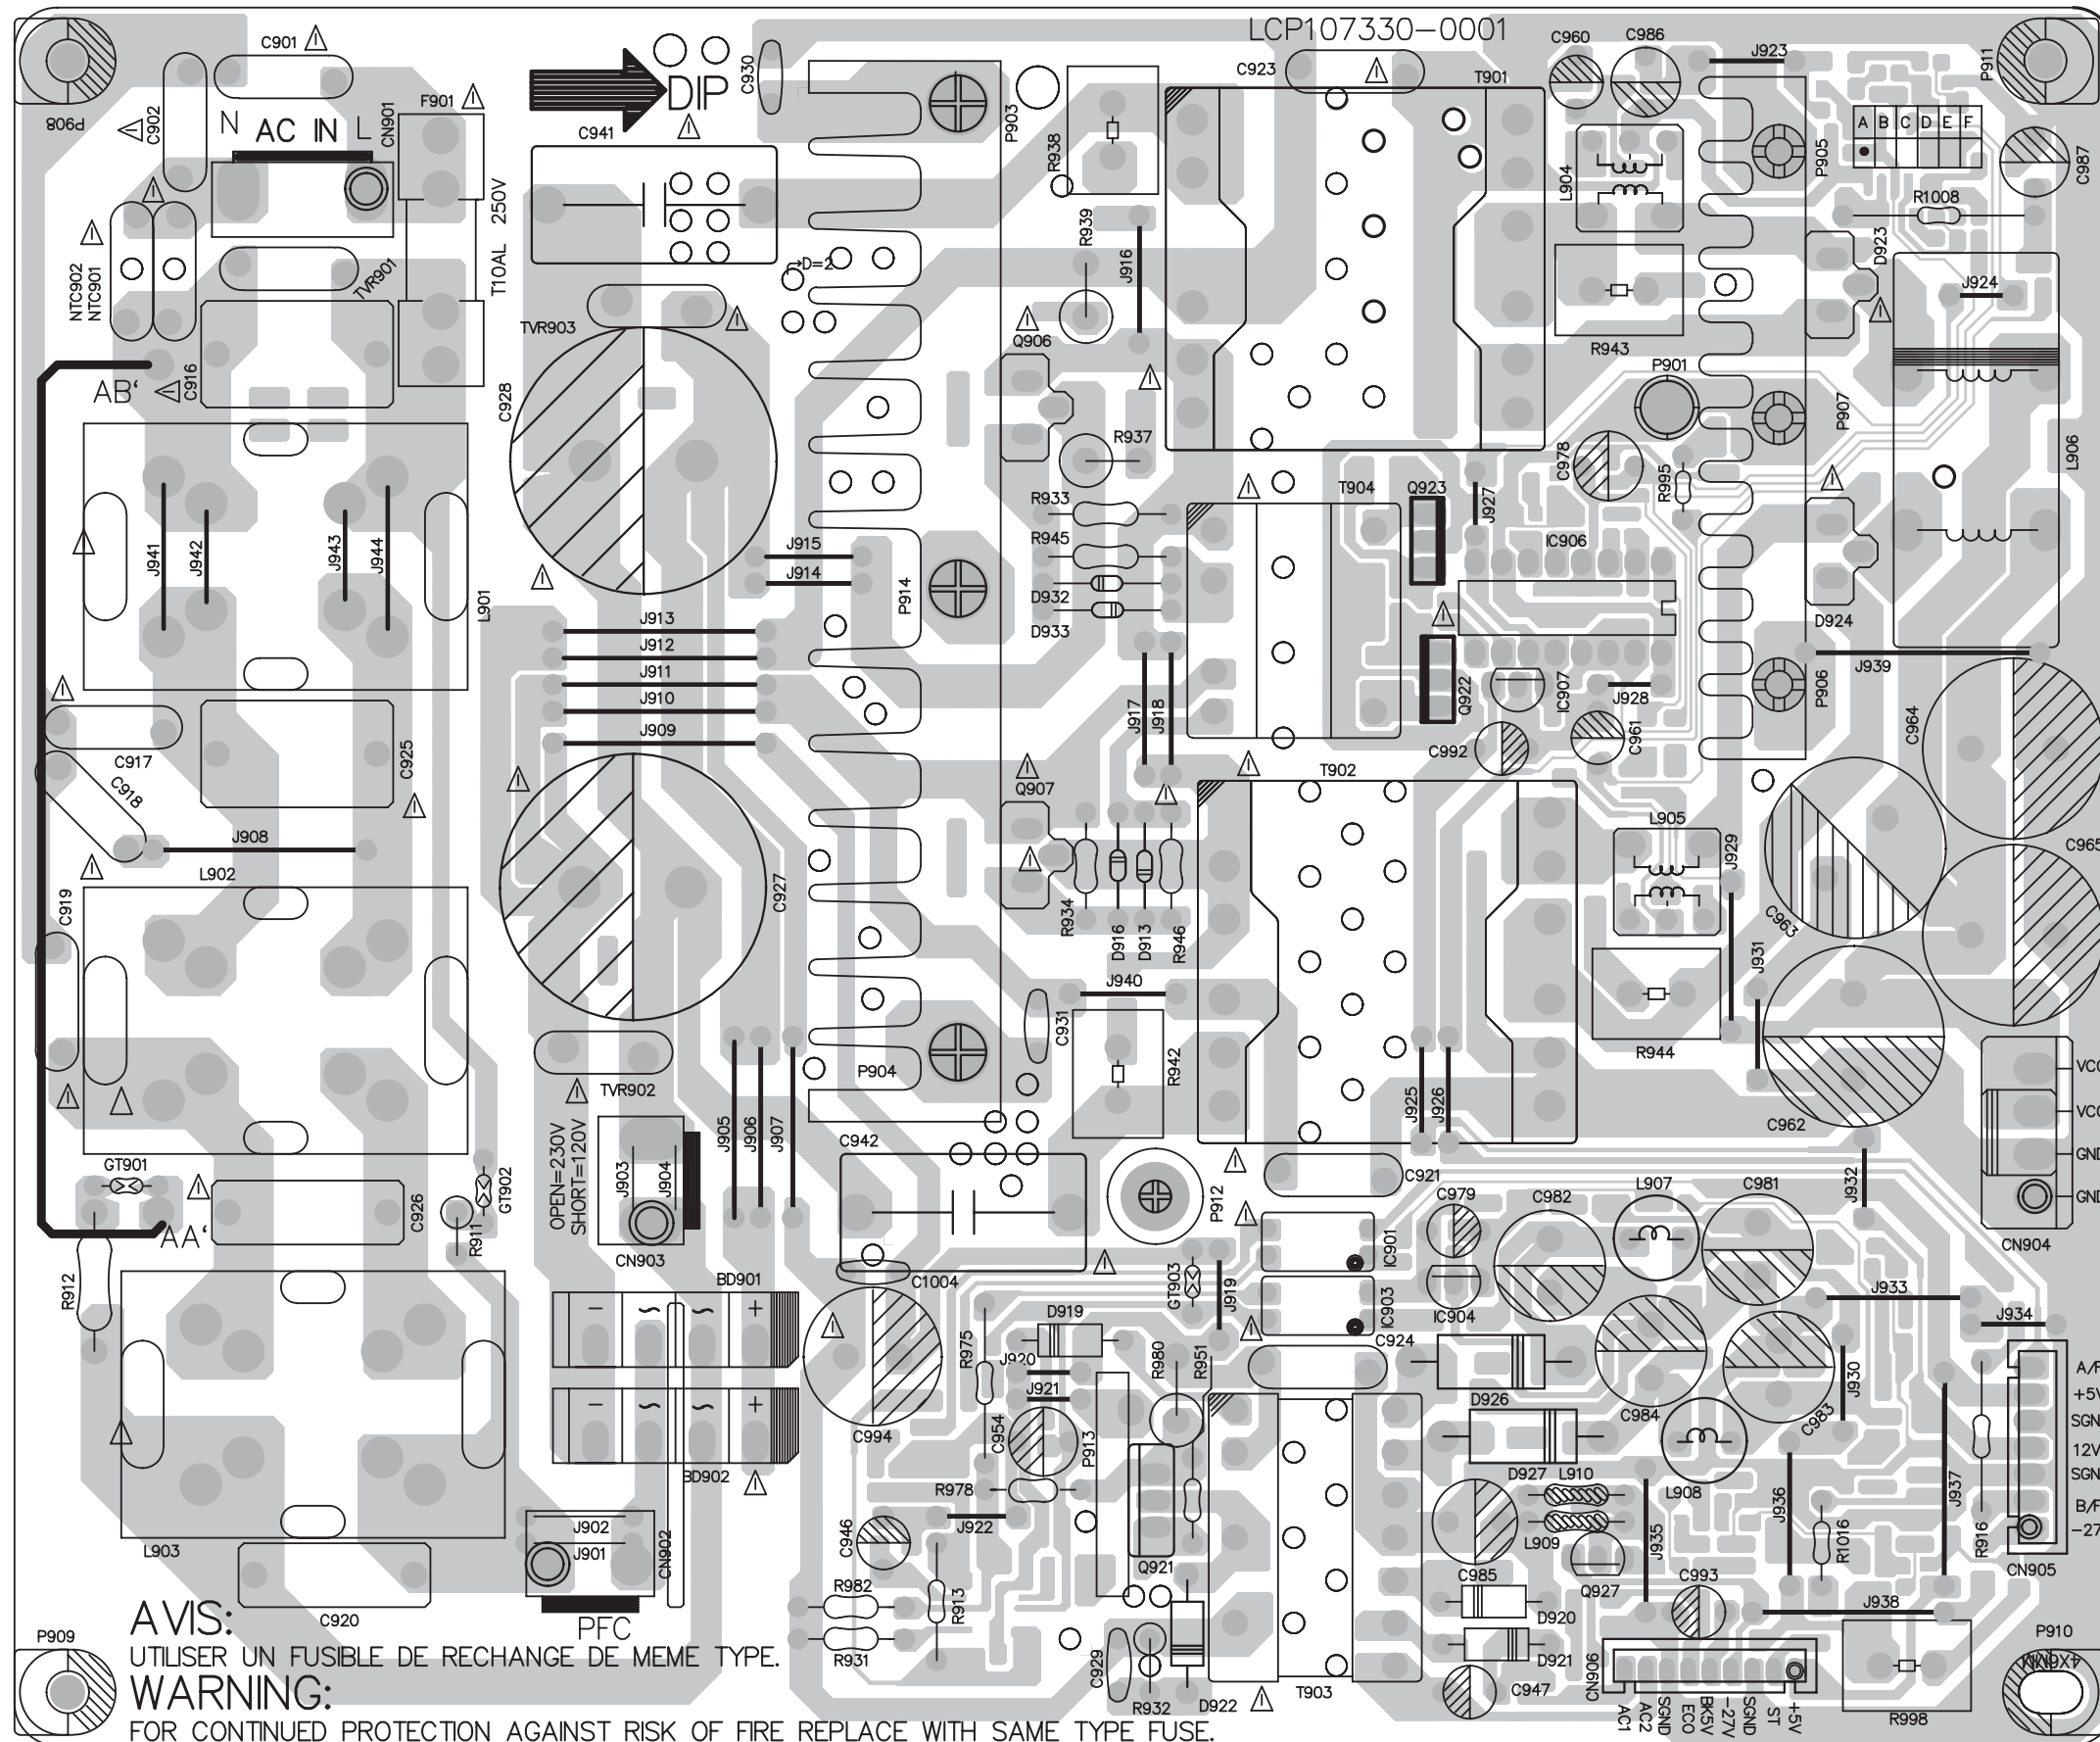 LCP107330-0001
C901
C930
C923
T901
C960
C986
J923
P911
P908
C902
N
AC IN
L
CN901
F901
DIP
C941
P903
R938
L904
P905
A B C D E F
C987
R1008
NTC902
NTC901
TVR901
T10AL 250V
D=2
R939
J916
D923
J924
AB'
C916
TVR903
C928
Q906
R943
P901
P907
R937
C978
R995
L906
J941
J942
J943
J944
L901
J915
J914
P914
R933
R945
D932
D933
T904
Q923
J927
IC906
D924
J913
J912
J911
J910
J909
J917
J918
Q922
IC907
J928
C961
C992
P906
J939
C964
C917
C918
C925
J908
L902
C919
C927
Q907
T902
L905
J929
C963
C965
R934
D916
D913
R946
J940
C931
R942
R944
J931
C962
TVR902
P904
J905
J906
J907
C942
J925
J926
VCC
VCC
GND
GND
CN904
GT901
AA'
C926
R911
GT902
OPEN=230V
SHORT=120V
J903
J904
CN903
P912
C921
C979
C982
L907
C981
J932
R912
BD901
C1004
GT903
J919
IC901
IC903
IC904
J933
J934
D919
R975
J920
J921
R980
R951
C924
D926
C984
C983
J930
C994
C954
P913
BD902
R978
J922
C946
D927
L910
L909
L908
J936
J937
J935
R1016
R916
A/F
+5V
SGN
12V
SGN
B/F
-27
CN905
L903
J902
J901
CN902
PFC
C920
R982
R931
R913
Q921
C985
Q927
C993
D920
D921
J938
P909
AVIS:
UTILISER UN FUSIBLE DE RECHANGE DE MEME TYPE.
WARNING:
FOR CONTINUED PROTECTION AGAINST RISK OF FIRE REPLACE WITH SAME TYPE FUSE.
C929
R932
D922
T903
C947
CN906
AC1
AC2
SGND
ECO
BK5V
-27V
SGND
ST
+5V
R998
P910
4X6MM